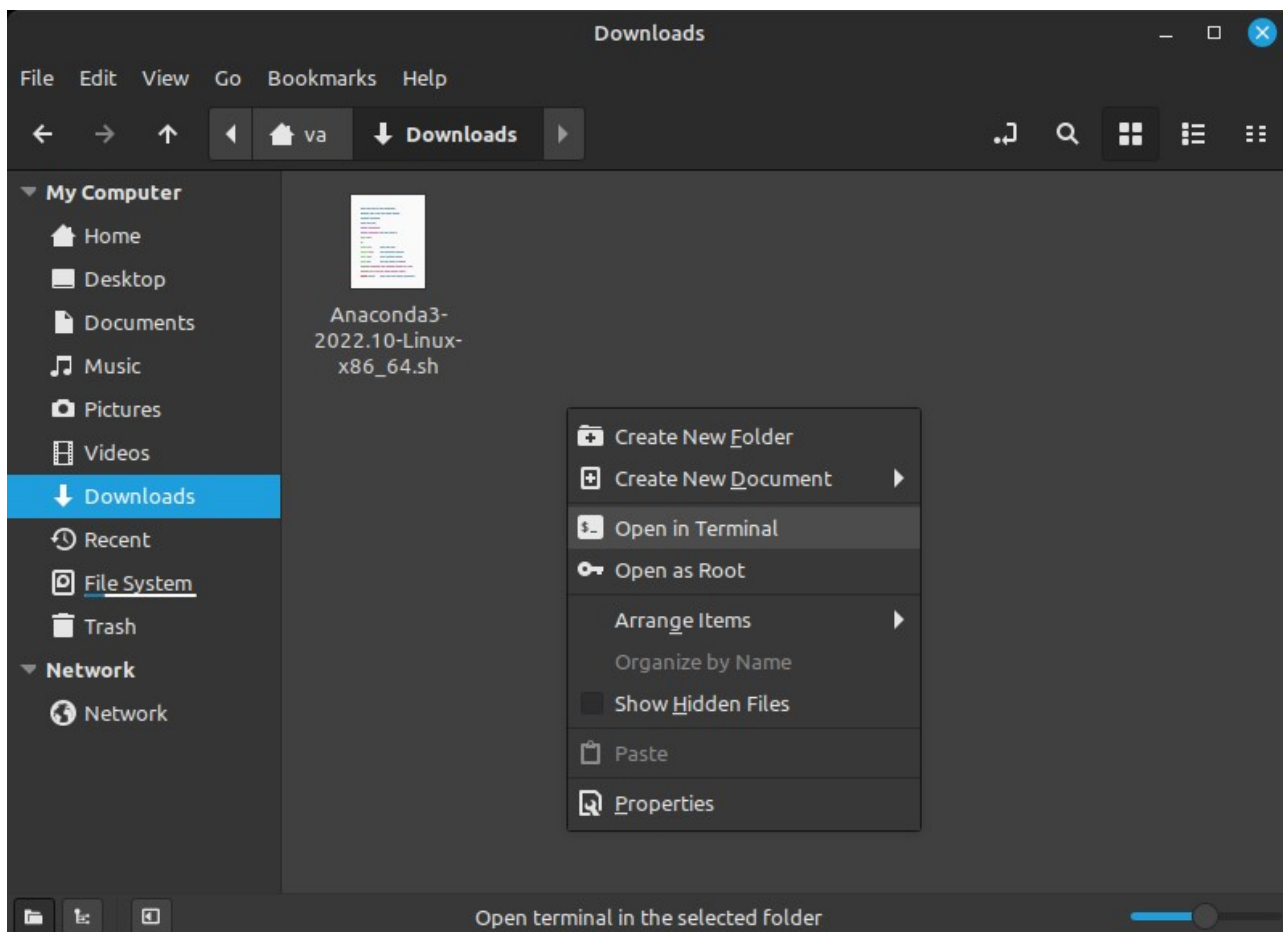 Downloads
File Edit View Go Bookmarks Help
va Downloads
My Computer
Home
Desktop
Documents
Music
Pictures
Videos
Downloads
Recent
File System
Trash
Network
Network
Anaconda3-
2022.10-Linux-
x86_64.sh
Create New Folder
Create New Document
$_ Open in Terminal
Open as Root
Arrange Items
Organize by Name
Show Hidden Files
Paste
Properties
Open terminal in the selected folder